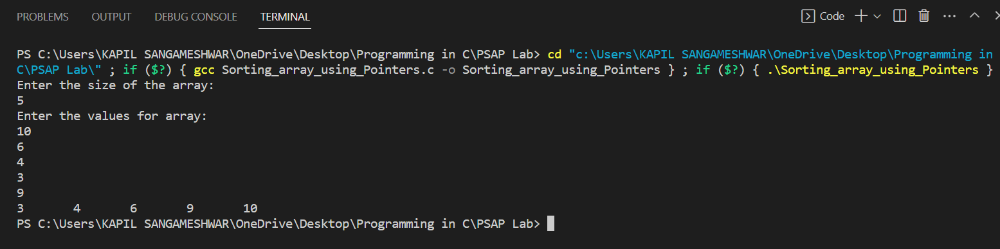 PROBLEMS OUTPUT DEBUG CONSOLE TERMINAL Code
PS C:\Users\KAPIL SANGAMESHWAR\OneDrive\Desktop\Programming in C\PSAP Lab> cd "c:\Users\KAPIL SANGAMESHWAR\OneDrive\Desktop\Programming in
C\PSAP Lab\" ; if ($?) { gcc Sorting_array_using_Pointers.c -o Sorting_array_using_Pointers } ; if ($?) { .\Sorting_array_using_Pointers }
Enter the size of the array:
5
Enter the values for array:
10
6
4
3
9
3 4 6 9 10
PS C:\Users\KAPIL SANGAMESHWAR\OneDrive\Desktop\Programming in C\PSAP Lab>